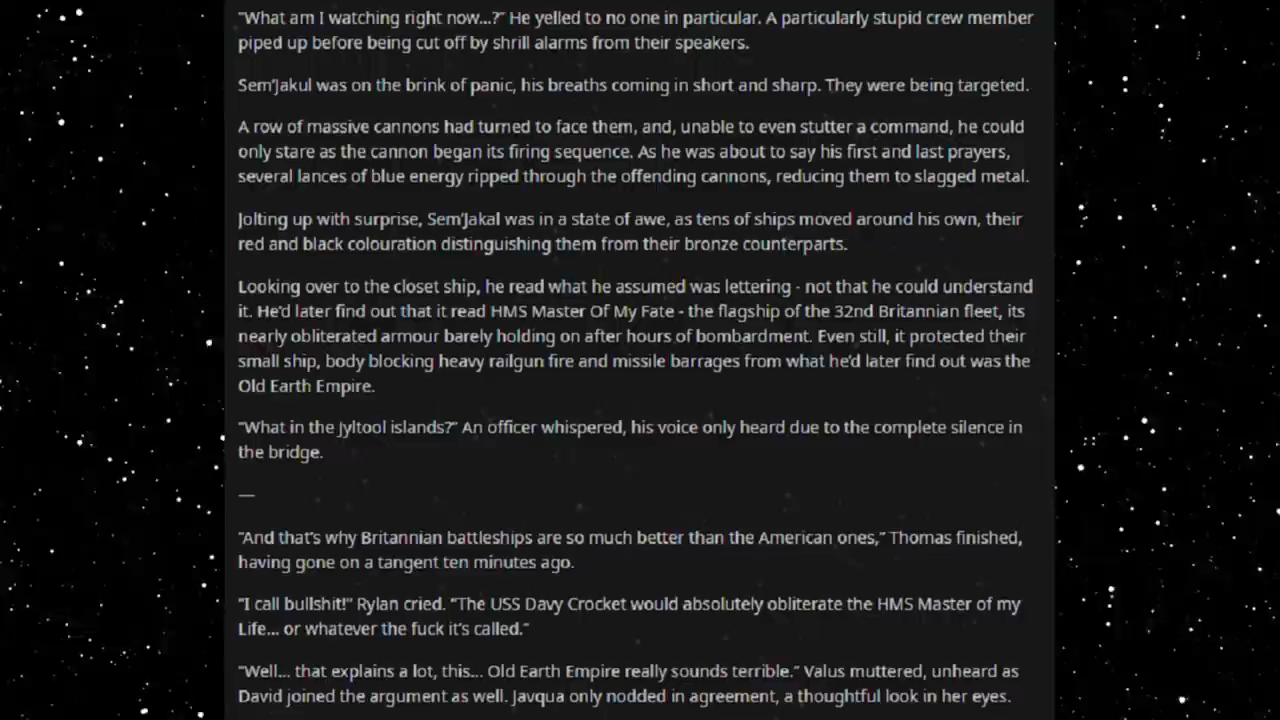 "What am I watching right now...?" He yelled to no one in particular. A particularly stupid crew member
piped up before being cut off by shrill alarms from their speakers.
Sem'Jakul was on the brink of panic, his breaths coming in short and sharp. They were being targeted.
A row of massive cannons had turned to face them, and, unable to even stutter a command, he could
only stare as the cannon began its firing sequence. As he was about to say his first and last prayers,
several lances of blue energy ripped through the offending cannons, reducing them to slagged metal.
Jolting up with surprise, Sem'Jakal was in a state of awe, as tens of ships moved around his own, their
red and black colouration distinguishing them from their bronze counterparts.
Looking over to the closet ship, he read what he assumed was lettering - not that he could understand
it. He'd later find out that it read HMS Master Of My Fate - the flagship of the 32nd Britannian fleet, its
nearly obliterated armour barely holding on after hours of bombardment. Even still, it protected their
small ship, body blocking heavy railgun fire and missile barrages from what he'd later find out was the
Old Earth Empire.
"What in the Jyltool islands?" An officer whispered, his voice only heard due to the complete silence in
the bridge.
—
"And that's why Britannian battleships are so much better than the American ones," Thomas finished,
having gone on a tangent ten minutes ago.
"I call bullshit!" Rylan cried. "The USS Davy Crocket would absolutely obliterate the HMS Master of my
Life... or whatever the fuck it's called."
"Well... that explains a lot, this... Old Earth Empire really sounds terrible." Valus muttered, unheard as
David joined the argument as well. Javqua only nodded in agreement, a thoughtful look in her eyes.